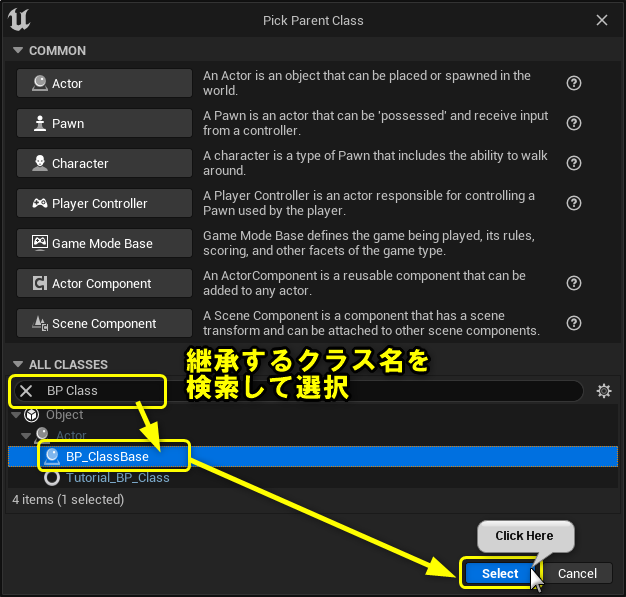 Pick Parent Class
COMMON
Actor
An Actor is an object that can be placed or spawned in the
world.
Pawn
A Pawn is an actor that can be 'possessed' and receive input
from a controller.
Character
A character is a type of Pawn that includes the ability to walk
around.
Player Controller
A Player Controller is an actor responsible for controlling a
Pawn used by the player.
Game Mode Base
Game Mode Base defines the game being played, its rules,
scoring, and other facets of the game type.
Actor Component
An ActorComponent is a reusable component that can be
added to any actor.
Scene Component
A Scene Component is a component that has a scene
transform and can be attached to other scene components.
ALL CLASSES
継承するクラス名を
検索して選択
BP Class
Object
Actor
BP_ClassBase
Tutorial_BP_Class
4 items (1 selected)
Click Here
Select
Cancel